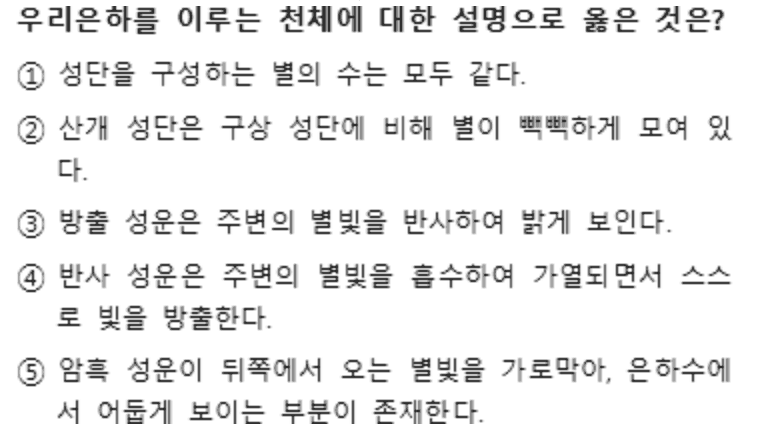 우리은하를 이루는 천체에 대한 설명으로 옳은 것은?
① 성단을 구성하는 별의 수는 모두 같다.
② 산개 성단은 구상 성단에 비해 별이 빽빽하게 모여 있
다.
③ 방출 성운은 주변의 별빛을 반사하여 밝게 보인다.
④ 반사 성운은 주변의 별빛을 흡수하여 가열되면서 스스
로 빛을 방출한다.
⑤ 암흑 성운이 뒤쪽에서 오는 별빛을 가로막아, 은하수에
서 어둡게 보이는 부분이 존재한다.